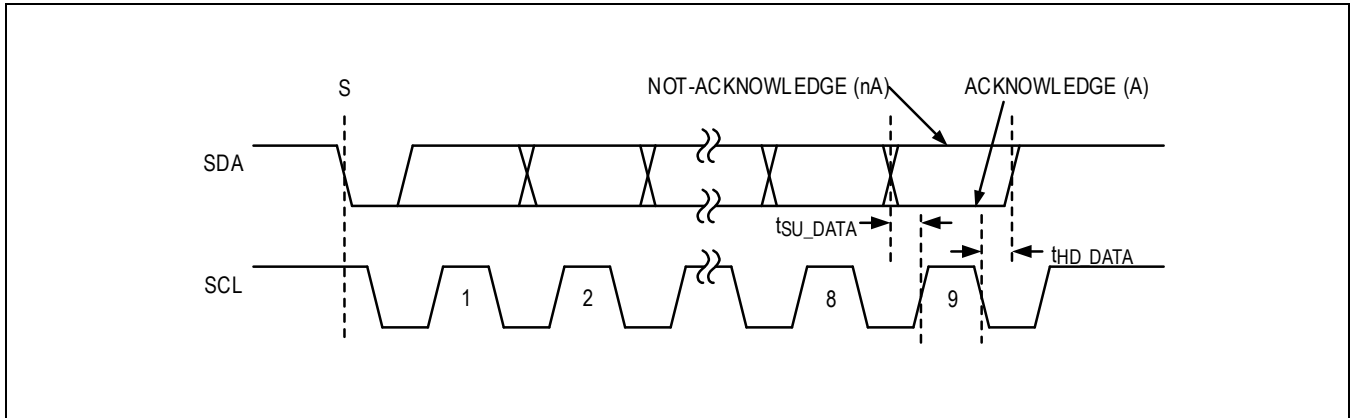 S
NOT-ACKNOWLEDGE (nA)
ACKNOWLEDGE (A)
SDA
tSU_DATA
tHD_DATA
SCL
1
2
8
9